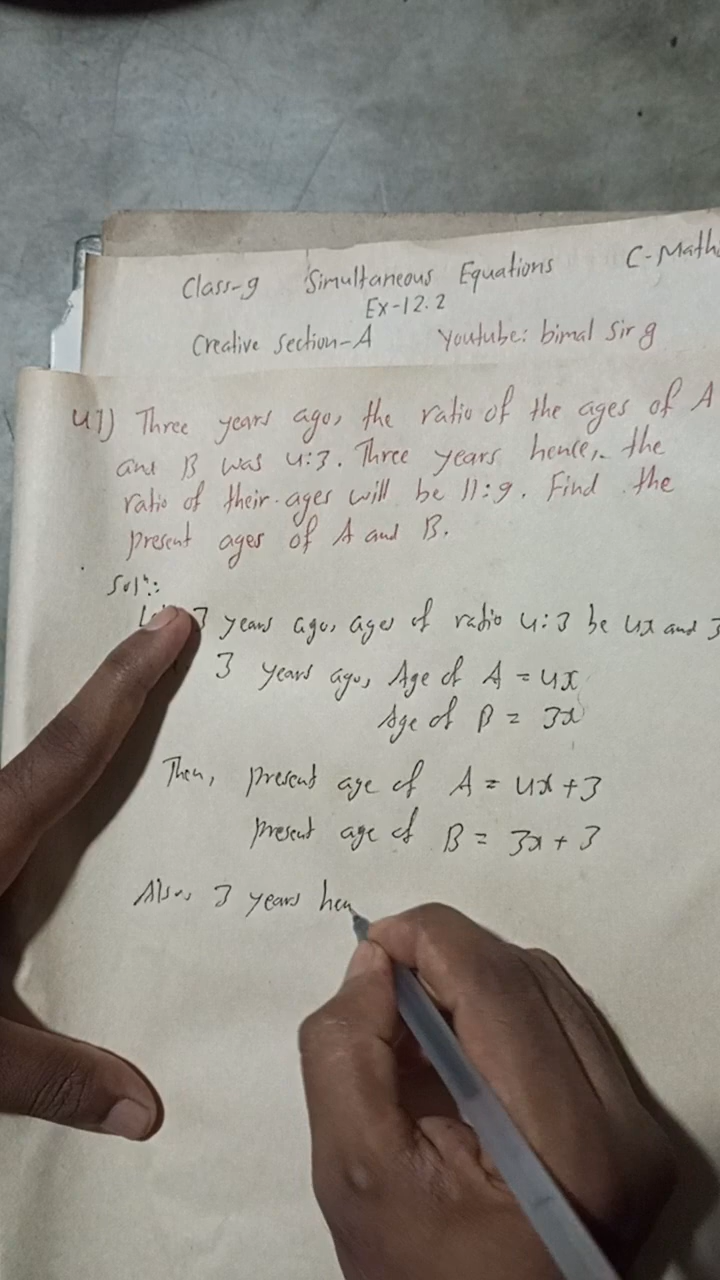 Class-9 Simultaneous Equations C-Maths
Ex-12.2
Creative Section-A Youtube: bimal Sir g
47) Three years ago, the ratio of the ages of A
and B was 4:3. Three years hence, the
ratio of their ages will be 11:9. Find the
present ages of A and B.
Solⁿ:
Let 3 years ago, ages of ratio 4:3 be 4x and 3
3 years ago, Age of A = 4x
Age of B = 3x
Then, present age of A = 4x+3
present age of B = 3x+3
Also, 3 years hen